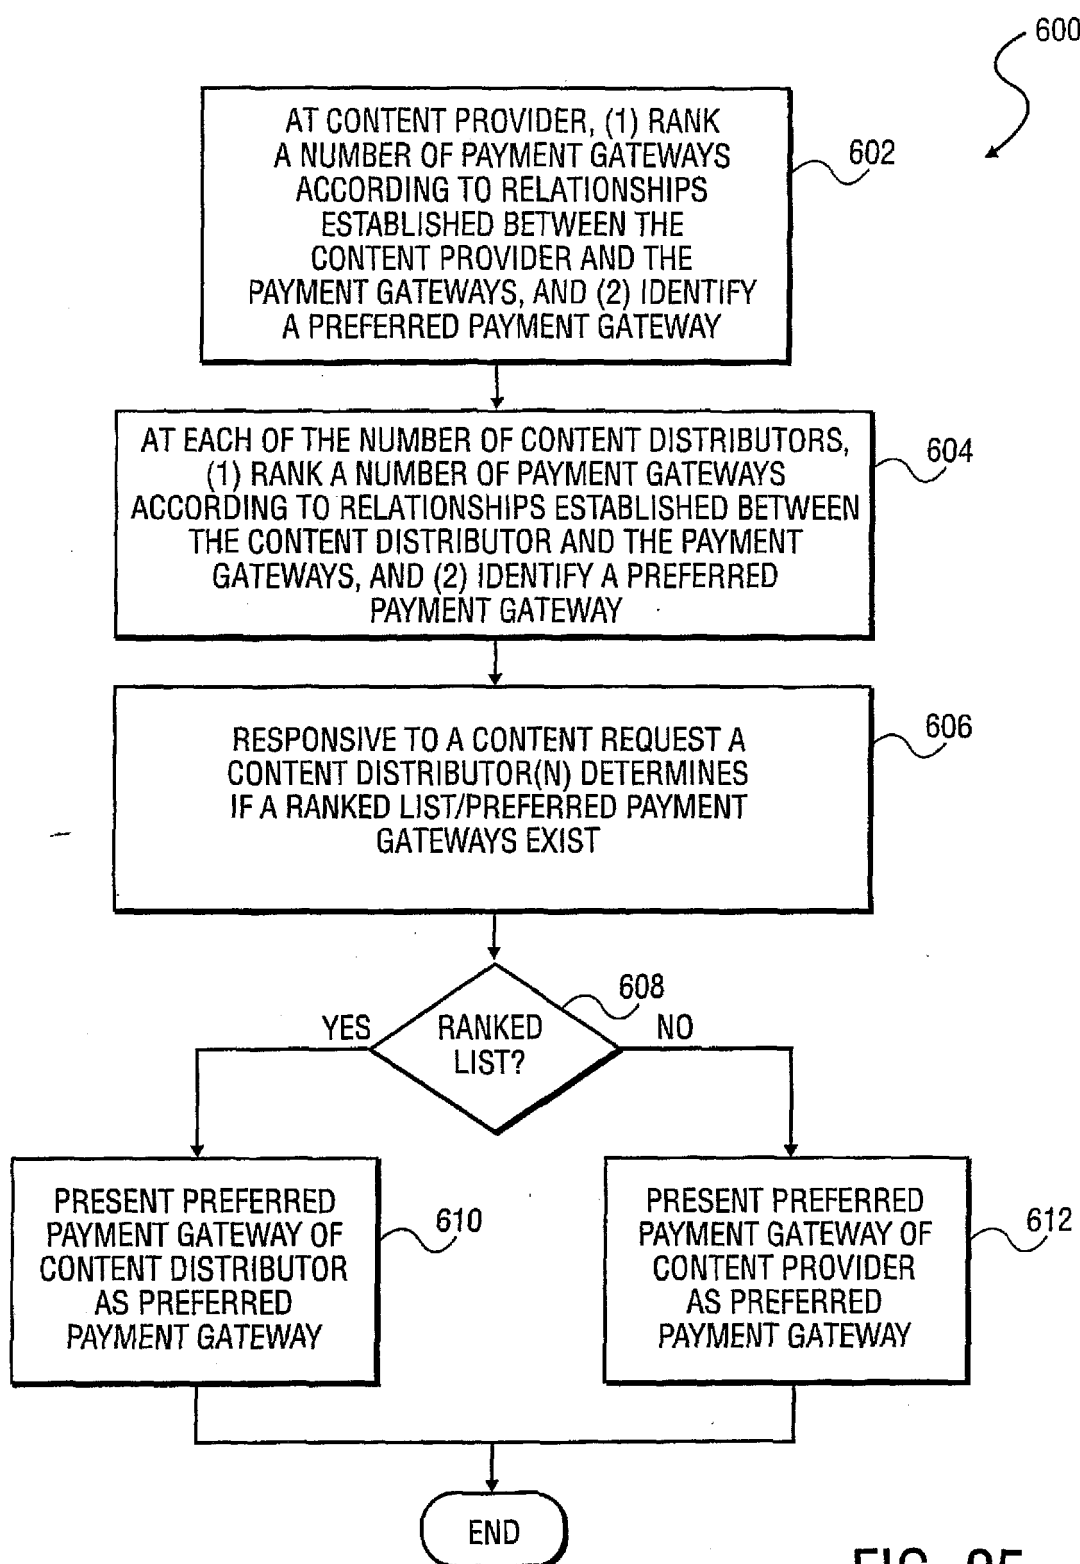 600
AT CONTENT PROVIDER, (1) RANK
A NUMBER OF PAYMENT GATEWAYS
ACCORDING TO RELATIONSHIPS
ESTABLISHED BETWEEN THE
CONTENT PROVIDER AND THE
PAYMENT GATEWAYS, AND (2) IDENTIFY
A PREFERRED PAYMENT GATEWAY
602
AT EACH OF THE NUMBER OF CONTENT DISTRIBUTORS,
(1) RANK A NUMBER OF PAYMENT GATEWAYS
ACCORDING TO RELATIONSHIPS ESTABLISHED BETWEEN
THE CONTENT DISTRIBUTOR AND THE PAYMENT
GATEWAYS, AND (2) IDENTIFY A PREFERRED
PAYMENT GATEWAY
604
RESPONSIVE TO A CONTENT REQUEST A
CONTENT DISTRIBUTOR(N) DETERMINES
IF A RANKED LIST/PREFERRED PAYMENT
GATEWAYS EXIST
606
RANKED
LIST?
608
YES
NO
PRESENT PREFERRED
PAYMENT GATEWAY OF
CONTENT DISTRIBUTOR
AS PREFERRED
PAYMENT GATEWAY
610
PRESENT PREFERRED
PAYMENT GATEWAY OF
CONTENT PROVIDER
AS PREFERRED
PAYMENT GATEWAY
612
END
FIG. 25